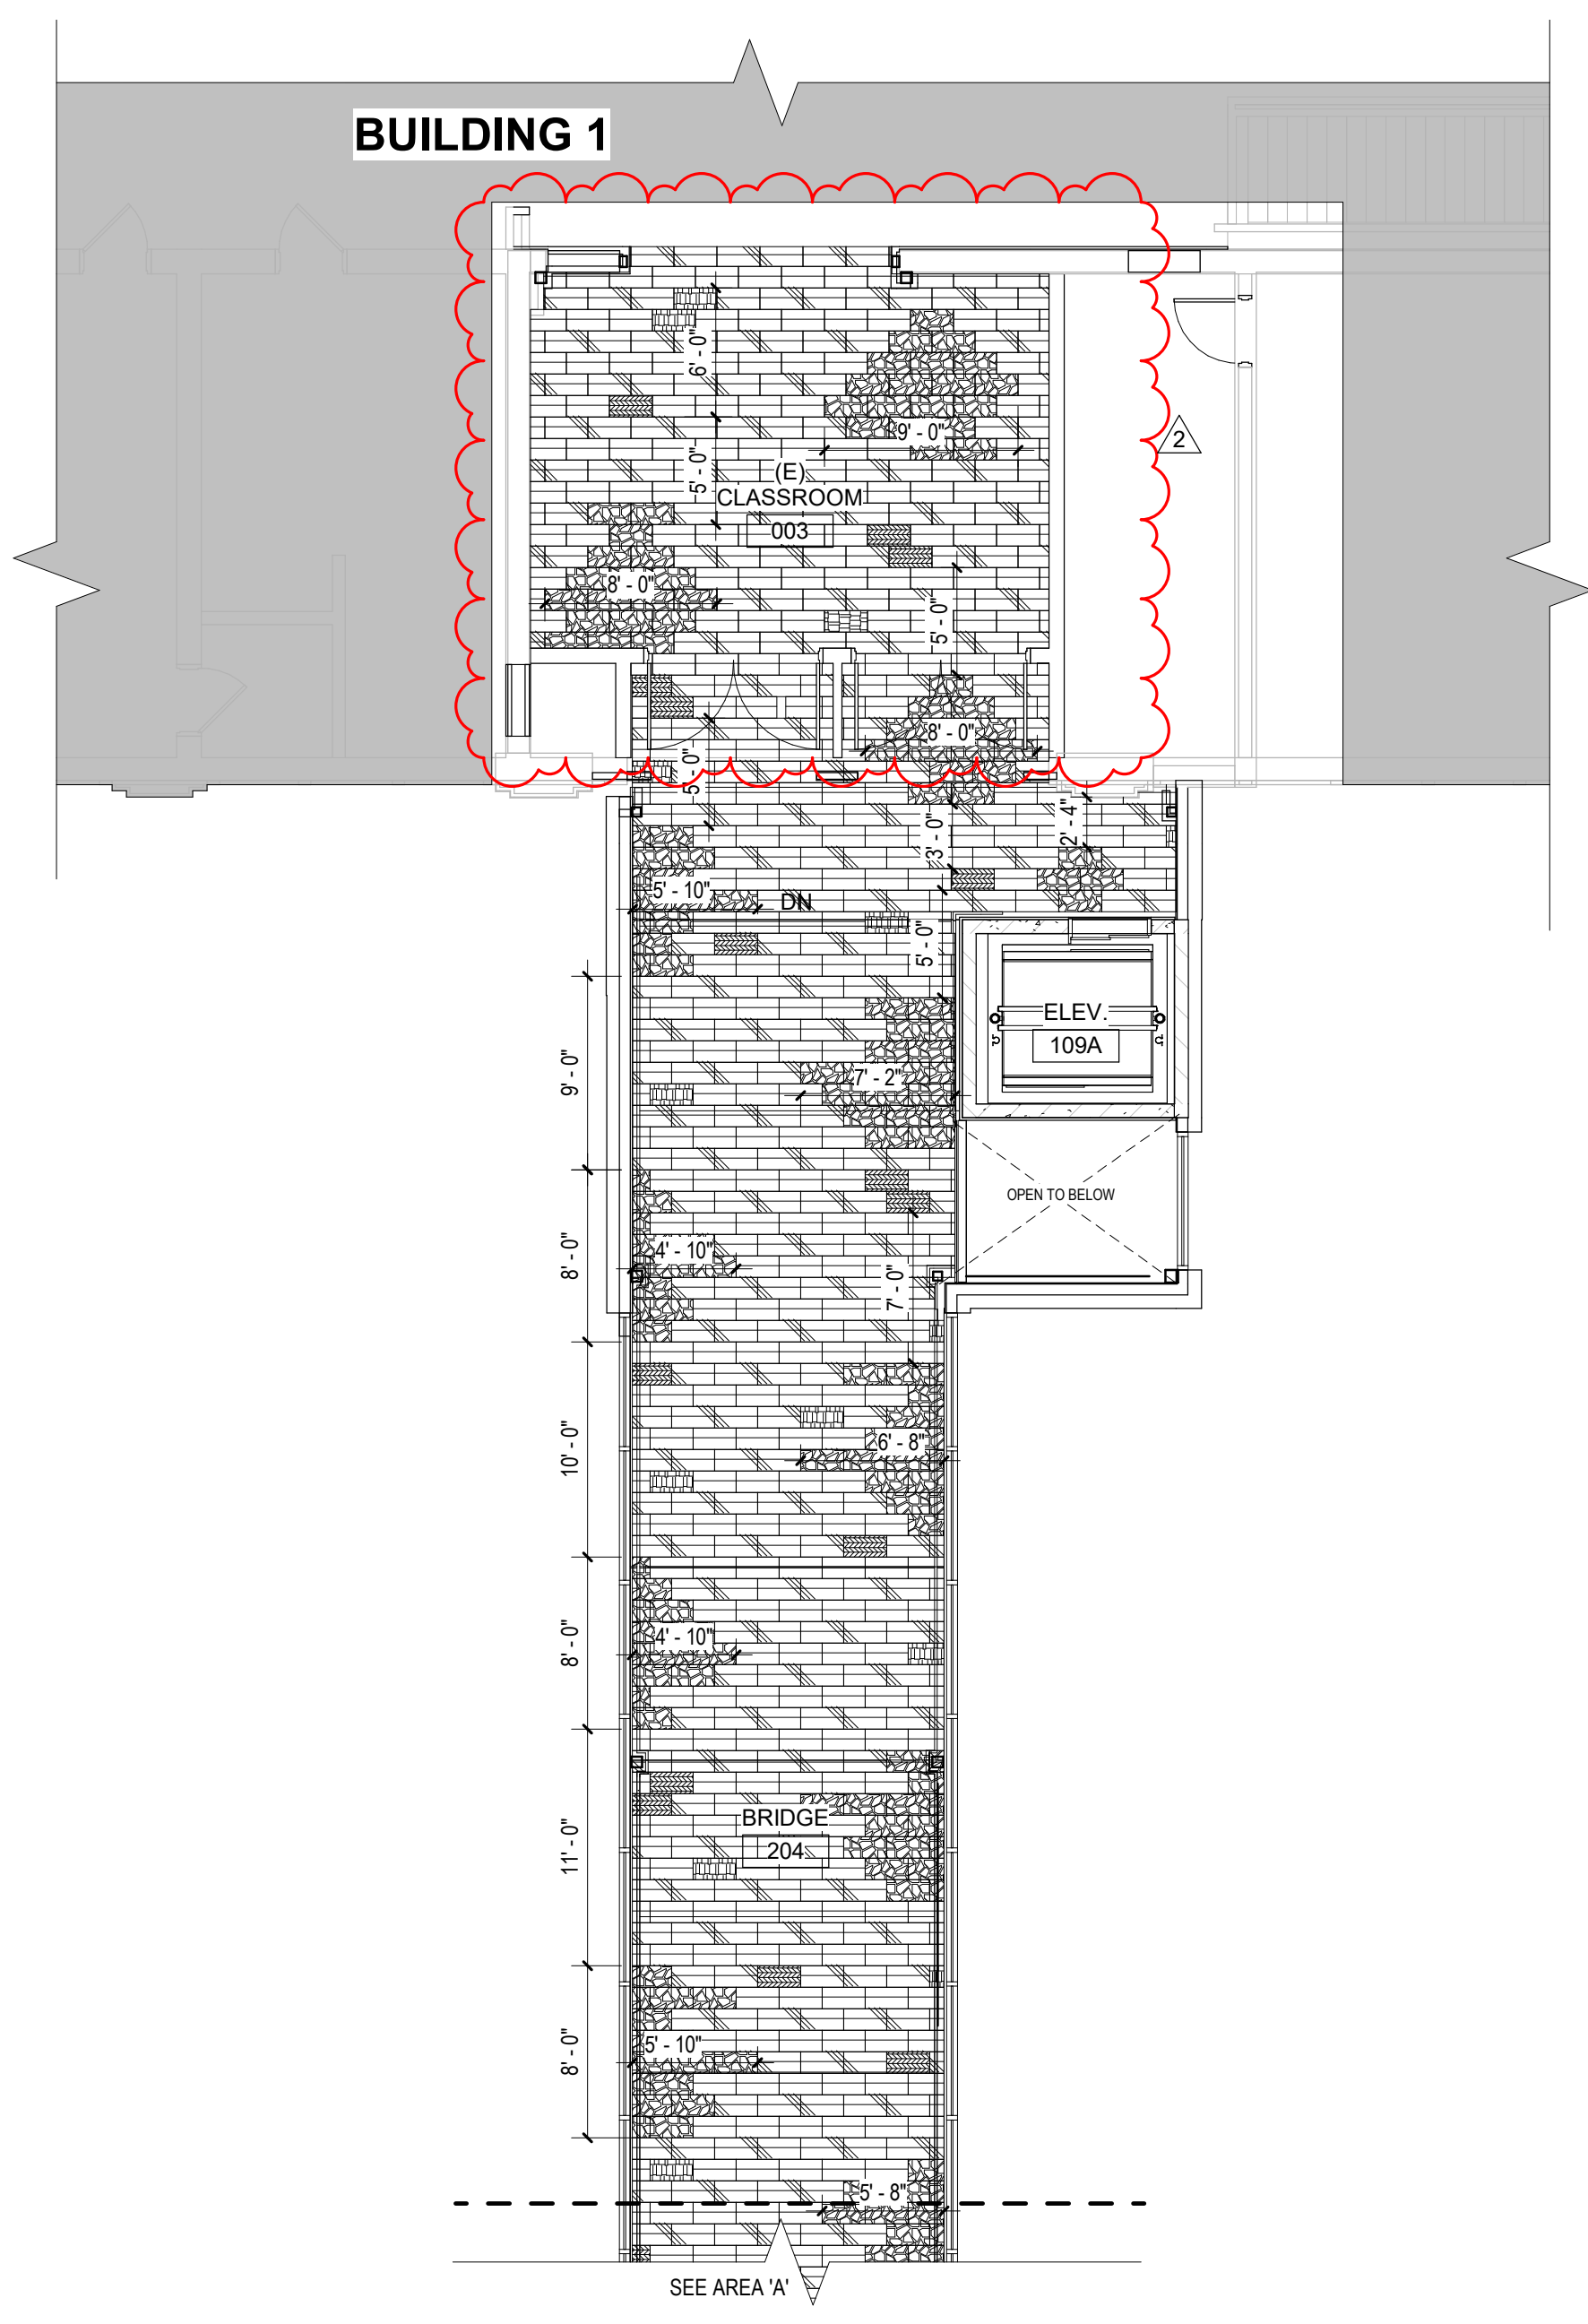 BUILDING 1
6' - 0"
9' - 0"
2
5' - 0"
(E)
CLASSROOM
003
8' - 0"
5' - 0"
8' - 0"
5' - 0"
3' - 0"
2' - 4"
5' - 10"
DN
5' - 0"
ELEV.
109A
9' - 0"
7' - 2"
OPEN TO BELOW
8' - 0"
4' - 10"
7' - 0"
10' - 0"
6' - 8"
8' - 0"
4' - 10"
BRIDGE
204
11' - 0"
8' - 0"
5' - 10"
5' - 8"
SEE AREA 'A'